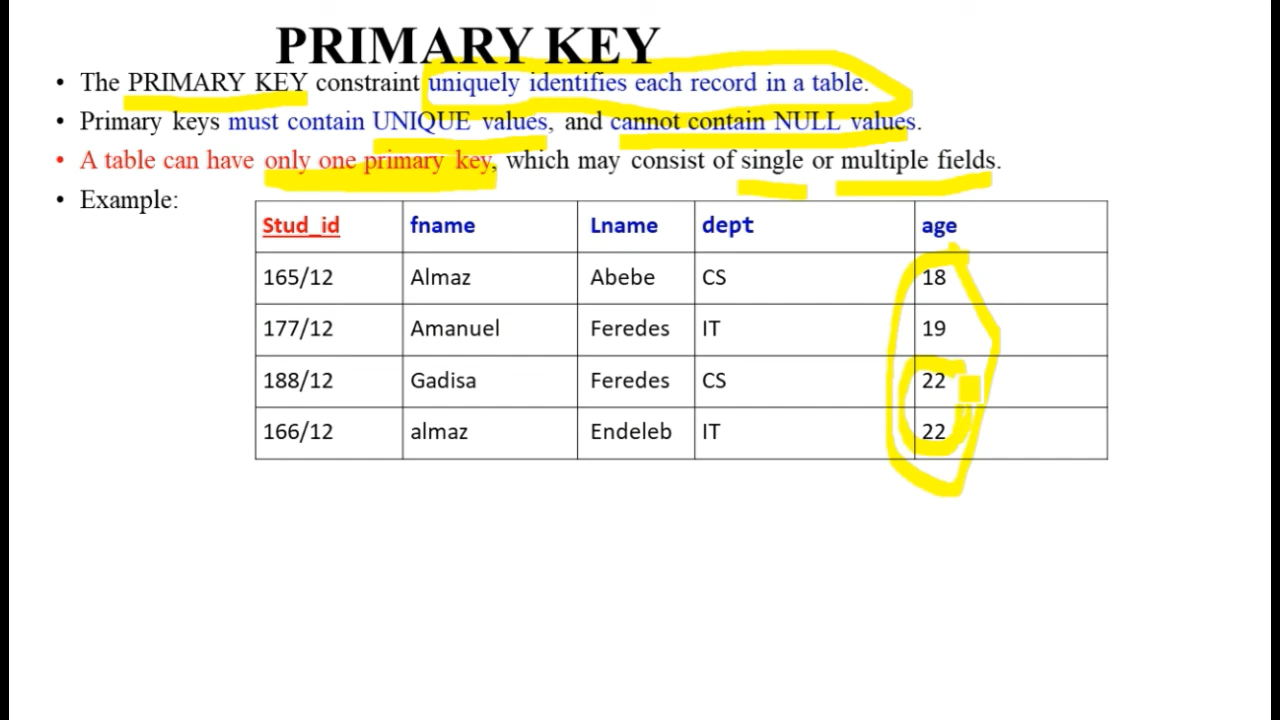 PRIMARY KEY
• The PRIMARY KEY constraint uniquely identifies each record in a table.
• Primary keys must contain UNIQUE values, and cannot contain NULL values.
• A table can have only one primary key, which may consist of single or multiple fields.
• Example:
Stud_id fname Lname dept age
165/12 Almaz Abebe CS 18
177/12 Amanuel Feredes IT 19
188/12 Gadisa Feredes CS 22
166/12 almaz Endeleb IT 22